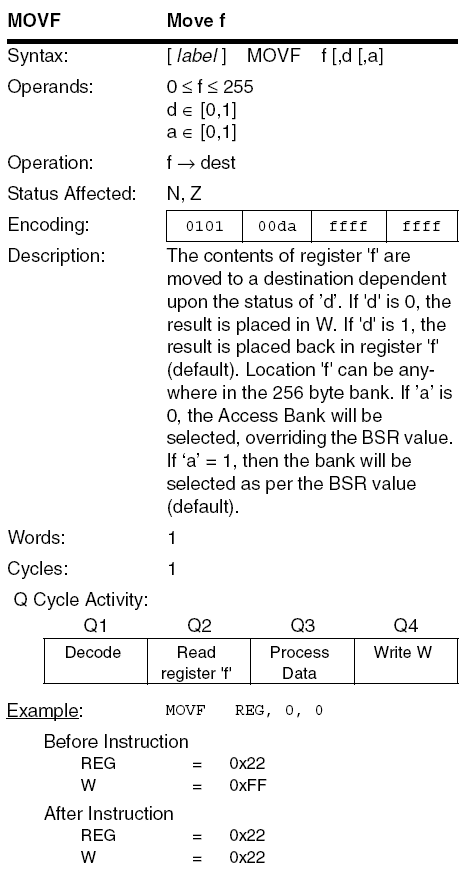 MOVF Move f
Syntax: [ label ] MOVF f [,d [,a]
Operands: 0 ≤ f ≤ 255
d ∈ [0,1]
a ∈ [0,1]
Operation: f → dest
Status Affected: N, Z
Encoding: 0101 00da ffff ffff
Description: The contents of register 'f' are
moved to a destination dependent
upon the status of ’d’. If 'd' is 0, the
result is placed in W. If 'd' is 1, the
result is placed back in register 'f'
(default). Location 'f' can be any-
where in the 256 byte bank. If ’a’ is
0, the Access Bank will be
selected, overriding the BSR value.
If ‘a’ = 1, then the bank will be
selected as per the BSR value
(default).
Words: 1
Cycles: 1
Q Cycle Activity:
Q1 Q2 Q3 Q4
Decode Read Process Write W
register 'f' Data
Example: MOVF REG, 0, 0
Before Instruction
REG = 0x22
W = 0xFF
After Instruction
REG = 0x22
W = 0x22